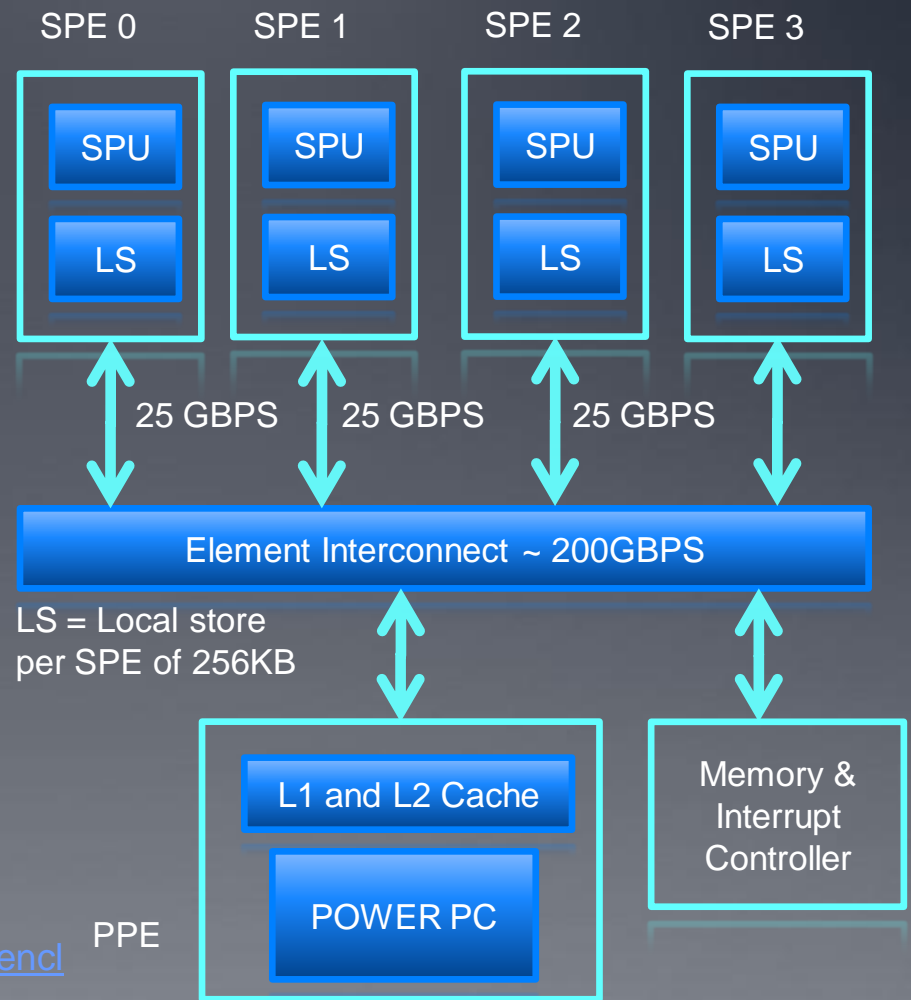 SPE 0
SPE 1
SPE 2
SPE 3
SPU
SPU
SPU
SPU
LS
LS
LS
LS
25 GBPS
25 GBPS
25 GBPS
Element Interconnect ~ 200GBPS
LS = Local store
per SPE of 256KB
L1 and L2 Cache
POWER PC
PPE
Memory &
Interrupt
Controller
encl